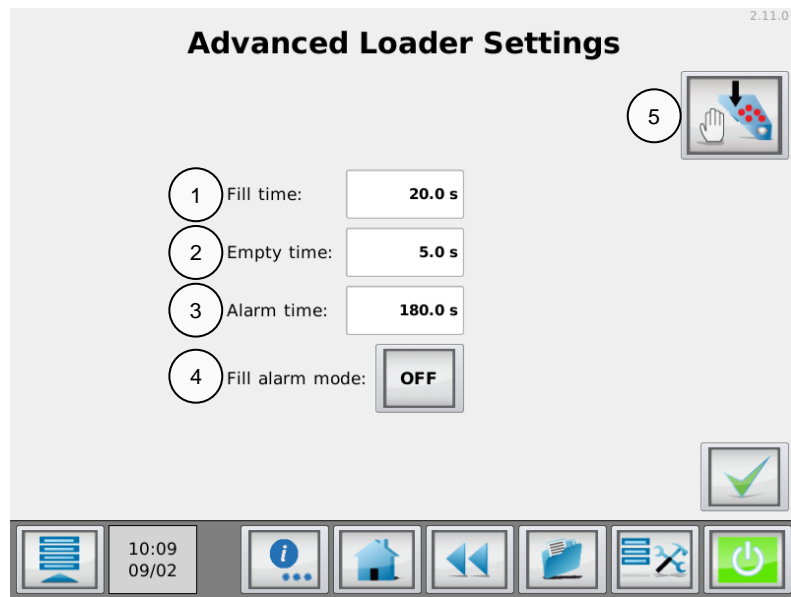 2.11.0
Advanced Loader Settings
5
1 Fill time: 20.0 s
2 Empty time: 5.0 s
3 Alarm time: 180.0 s
4 Fill alarm mode: OFF
10:09
09/02
i